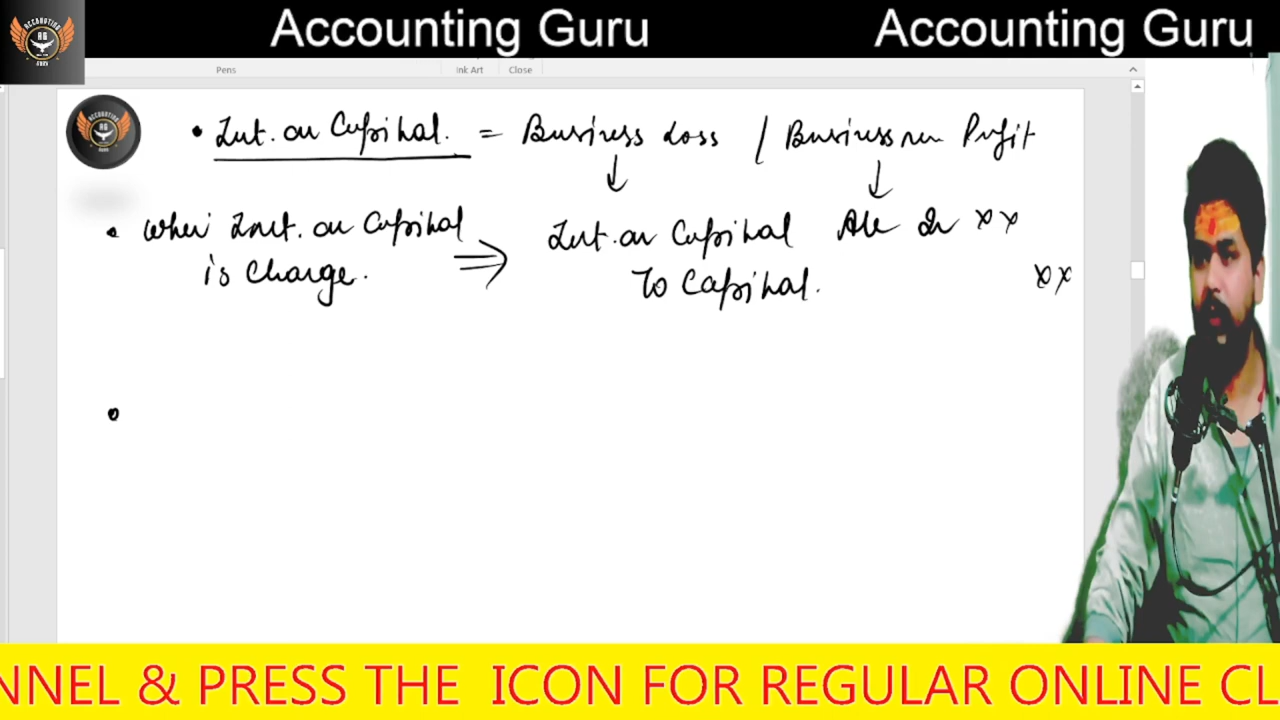 Accounting Guru Accounting Guru
Pens Ink Art Close
• Int. on Capital. = Business Loss / Businessmen Profit
• When Int. on Capital
is Charge.
⇒ Int. on Capital A/c Dr xx
To Capital. xx
•
NNEL & PRESS THE ICON FOR REGULAR ONLINE CL